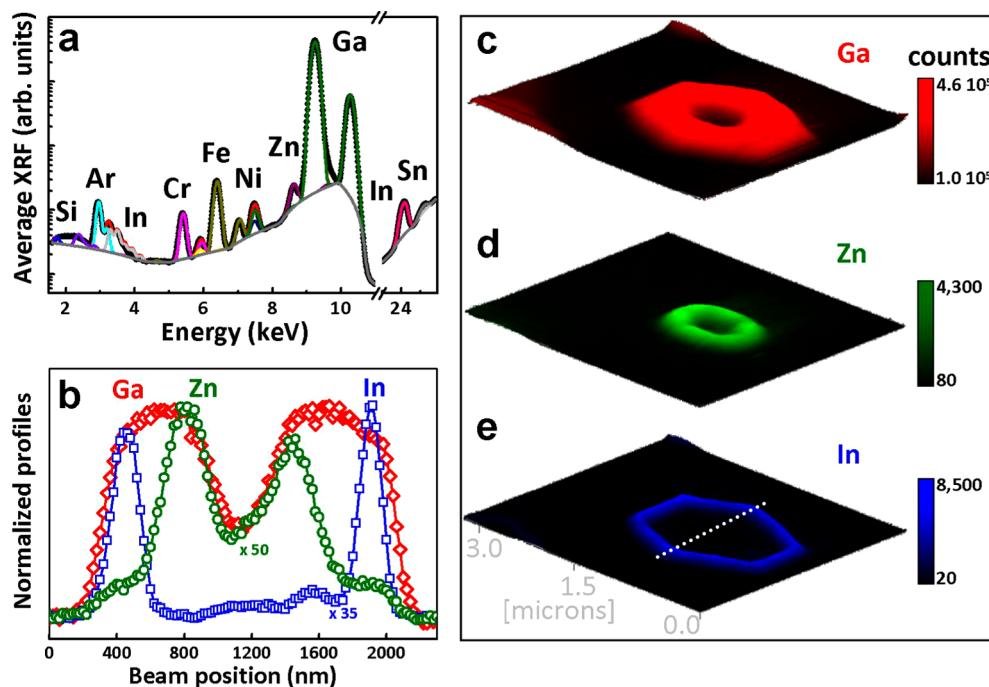 a
Average XRF (arb. units)
Si
Ar
In
Cr
Fe
Ni
Zn
Ga
In
Sn
2 4 6 8 10 24
Energy (keV)
b
Normalized profiles
Ga
Zn
In
x 50
x 35
0 400 800 1200 1600 2000
Beam position (nm)
c
Ga
counts
4.6 10⁵
1.0 10⁵
d
Zn
4,300
80
e
In
8,500
20
3.0
1.5
[microns]
0.0